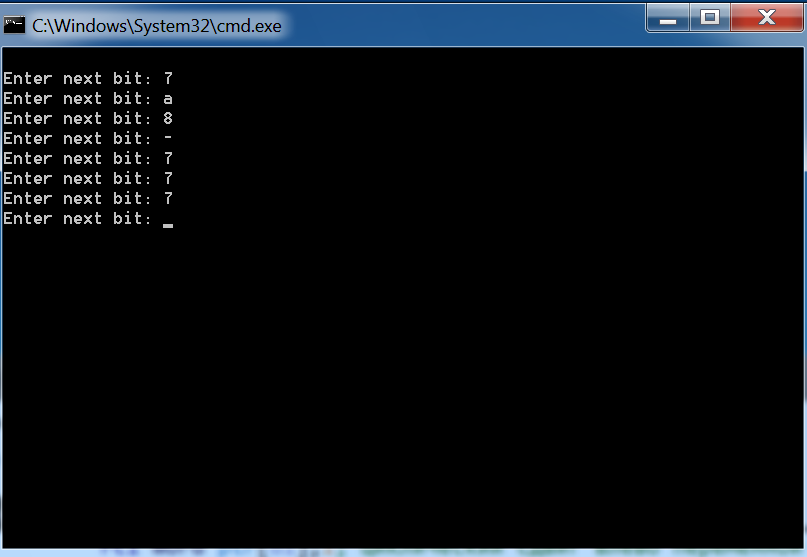 C:\Windows\System32\cmd.exe
Enter next bit: 7
Enter next bit: a
Enter next bit: 8
Enter next bit: -
Enter next bit: 7
Enter next bit: 7
Enter next bit: 7
Enter next bit: _